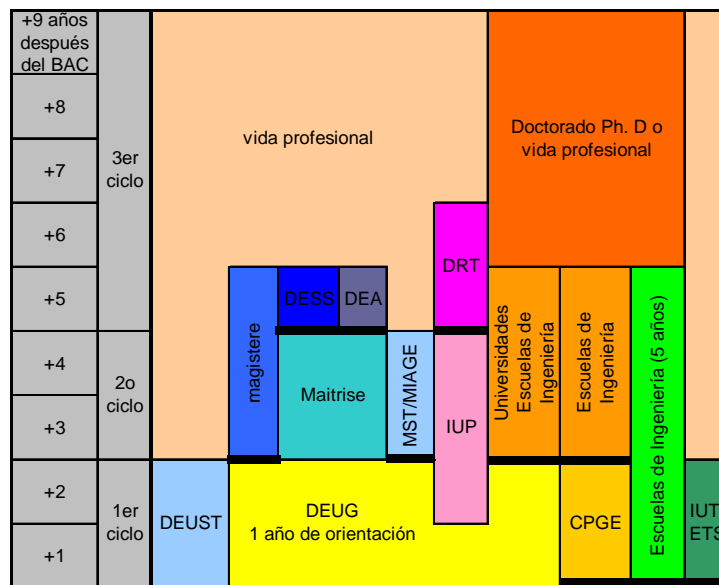 +9 años
después
del BAC
+8
+7
+6
+5
+4
+3
+2
+1
3er
ciclo
2o
ciclo
1er
ciclo
vida profesional
Doctorado Ph. D o
vida profesional
DRT
DESS
DEA
magistere
Maitrise
MST/MIAGE
IUP
Universidades
Escuelas de
Ingeniería
Escuelas de
Ingeniería
Escuelas de Ingeniería (5 años)
DEUST
DEUG
1 año de orientación
CPGE
IUT
ETS